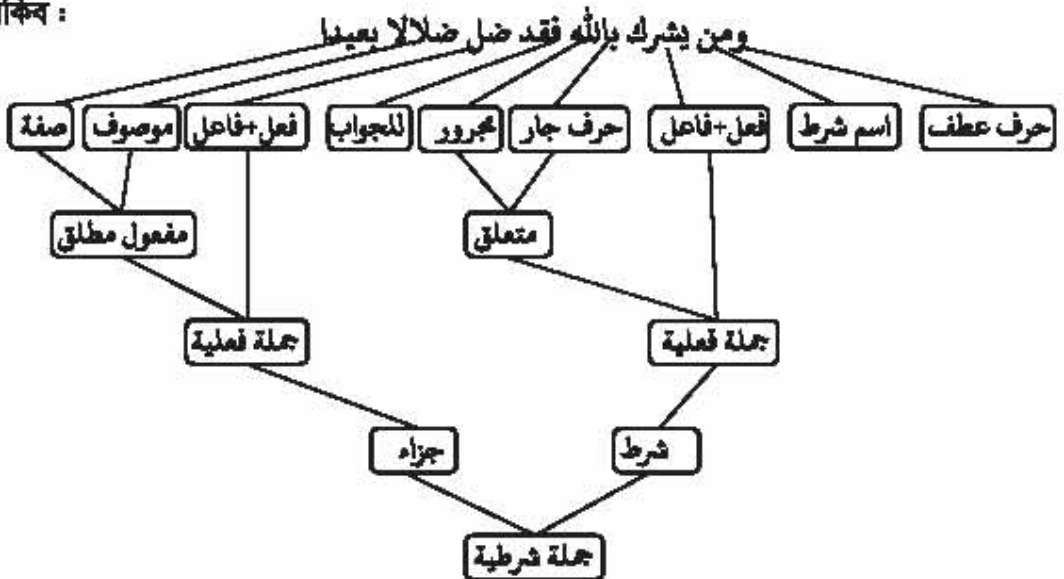 তারকিব :
ومن يشرك بالله فقد ضل ضلالا بعيدا
حرف عطف
اسم شرط
فعل+فاعل
حرف جار
مجرور
للجواب
فعل+فاعل
موصوف
صفة
متعلق
مفعول مطلق
جملة فعلية
جملة فعلية
شرط
جزاء
جملة شرطية